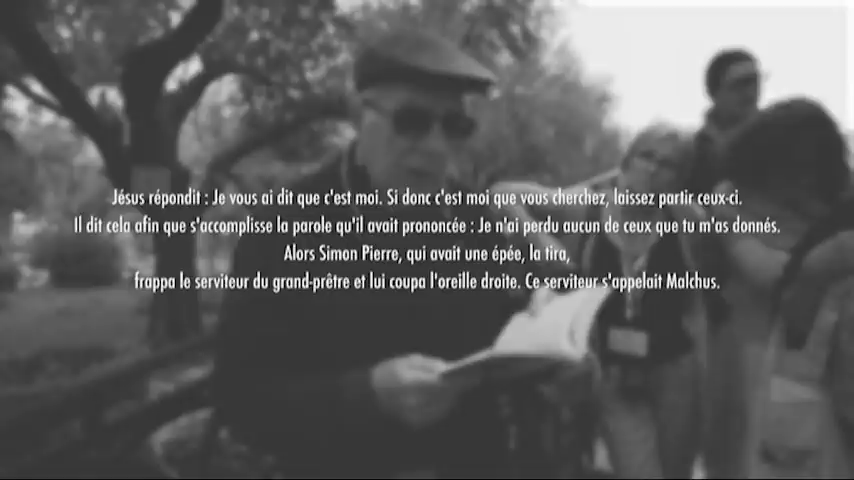 Jésus répondit : Je vous ai dit que c'est moi. Si donc c'est moi que vous cherchez, laissez partir ceux-ci.
Il dit cela afin que s'accomplisse la parole qu'il avait prononcée : Je n'ai perdu aucun de ceux que tu m'as donnés.
Alors Simon Pierre, qui avait une épée, la tira,
frappa le serviteur du grand-prêtre et lui coupa l'oreille droite. Ce serviteur s'appelait Malchus.